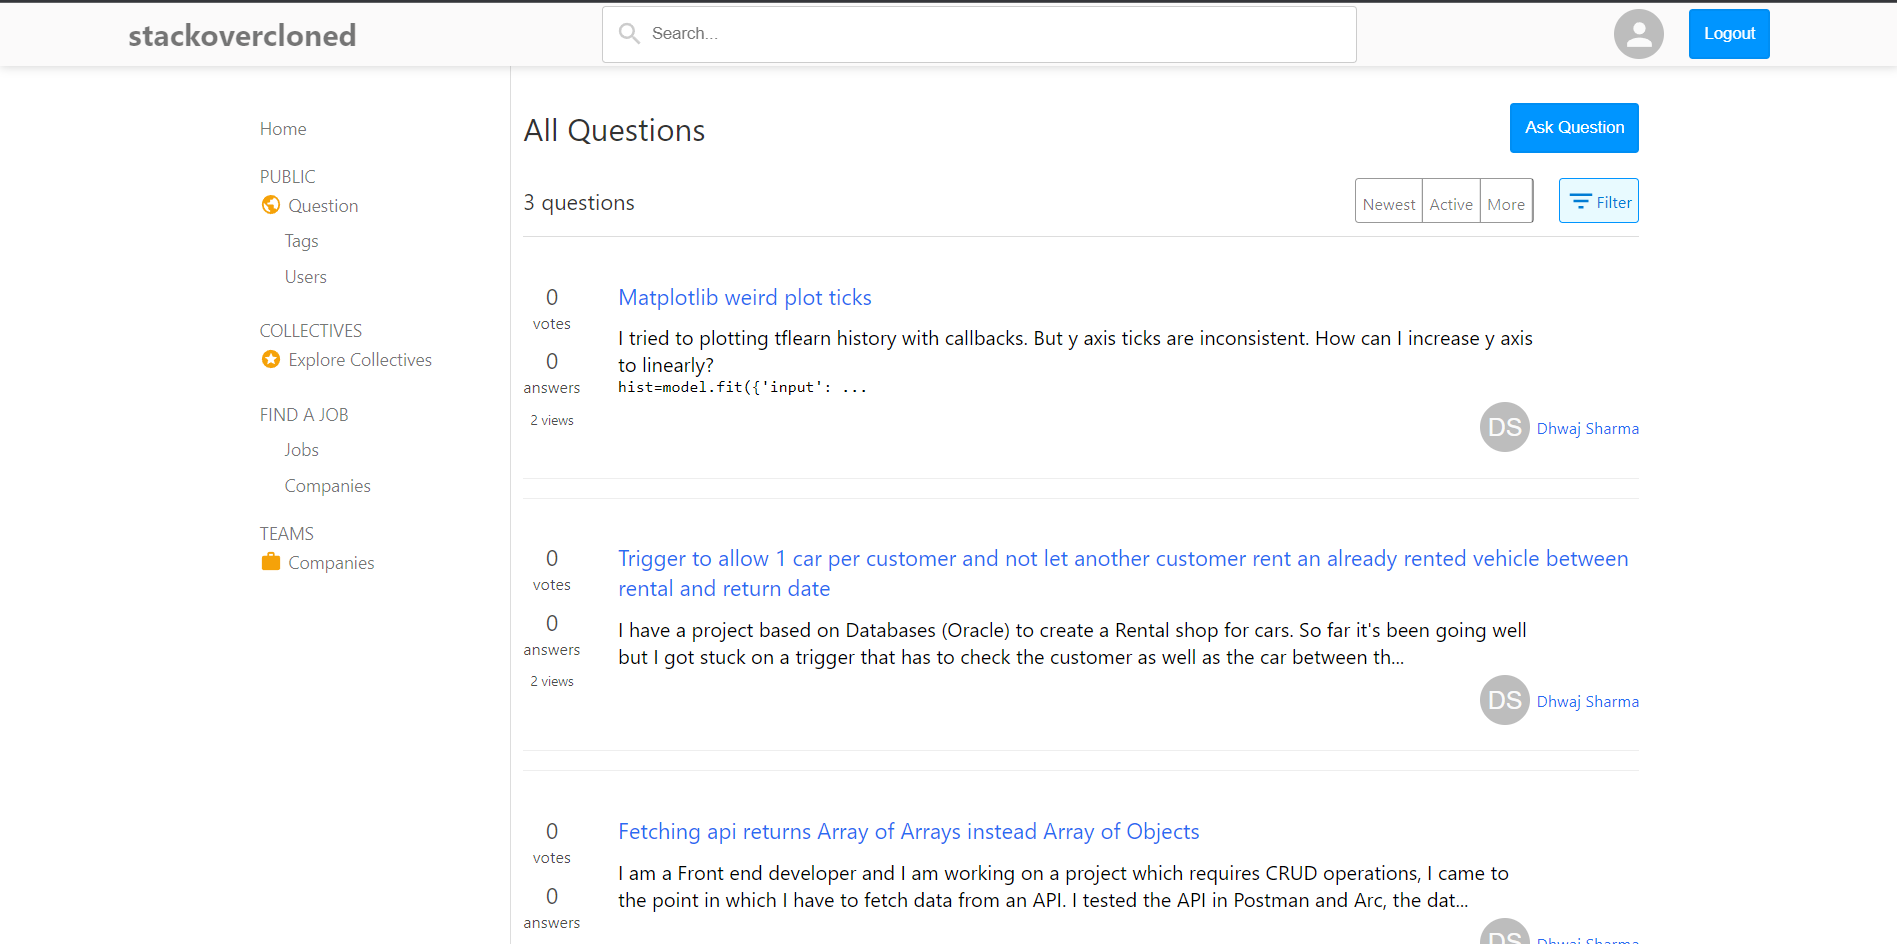 stackovercloned
Search...
Logout
Home
PUBLIC
Question
Tags
Users
COLLECTIVES
Explore Collectives
FIND A JOB
Jobs
Companies
TEAMS
Companies
All Questions
Ask Question
3 questions
Newest
Active
More
Filter
0
votes
0
answers
2 views
Matplotlib weird plot ticks
I tried to plotting tflearn history with callbacks. But y axis ticks are inconsistent. How can I increase y axis
to linearly?
hist=model.fit({'input': ...
DS
Dhwaj Sharma
0
votes
0
answers
2 views
Trigger to allow 1 car per customer and not let another customer rent an already rented vehicle between
rental and return date
I have a project based on Databases (Oracle) to create a Rental shop for cars. So far it's been going well
but I got stuck on a trigger that has to check the customer as well as the car between th...
DS
Dhwaj Sharma
0
votes
0
answers
Fetching api returns Array of Arrays instead Array of Objects
I am a Front end developer and I am working on a project which requires CRUD operations, I came to
the point in which I have to fetch data from an API. I tested the API in Postman and Arc, the dat...
DS
Dhwaj Sharma